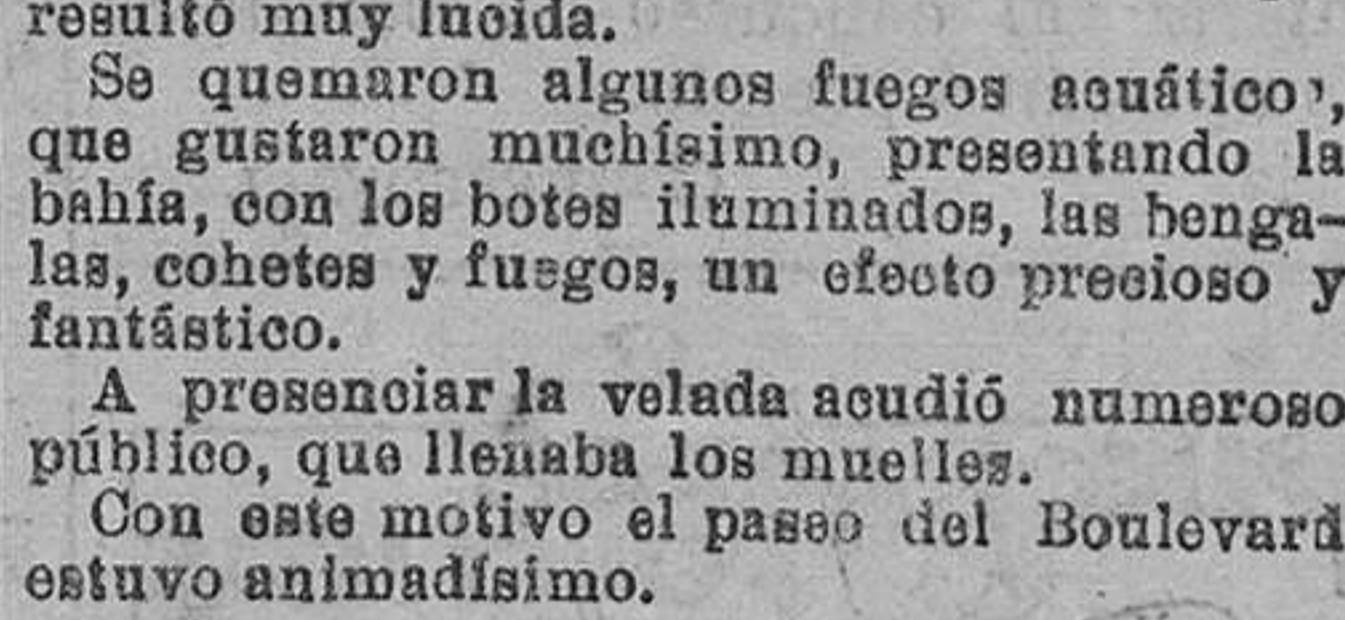 resultó muy lucida.
Se quemaron algunos fuegos acuático',
que gustaron muchísimo, presentando la
bahía, con los botes iluminados, las benga-
las, cohetes y fuegos, un efecto precioso y
fantástico.
A presenciar la velada acudió numeroso
público, que llenaba los muelles.
Con este motivo el paseo del Boulevard
estuvo animadísimo.